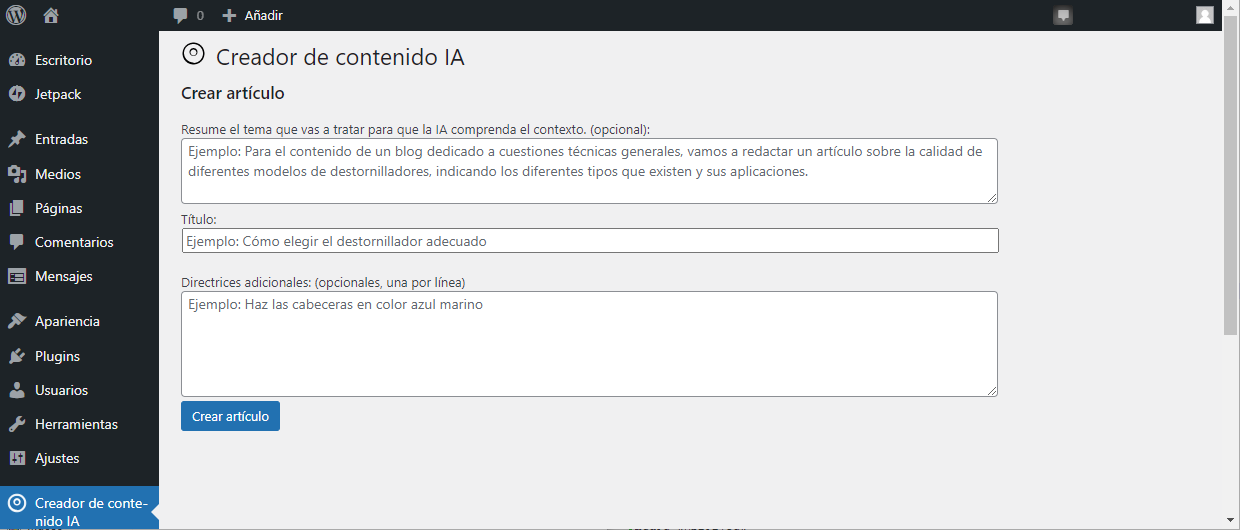 0 Añadir
Escritorio
Jetpack
Entradas
Medios
Páginas
Comentarios
Mensajes
Apariencia
Plugins
Usuarios
Herramientas
Ajustes
Creador de conte-
nido IA
Creador de contenido IA
Crear artículo
Resume el tema que vas a tratar para que la IA comprenda el contexto. (opcional):
Ejemplo: Para el contenido de un blog dedicado a cuestiones técnicas generales, vamos a redactar un artículo sobre la calidad de
diferentes modelos de destornilladores, indicando los diferentes tipos que existen y sus aplicaciones.
Título:
Ejemplo: Cómo elegir el destornillador adecuado
Directrices adicionales: (opcionales, una por línea)
Ejemplo: Haz las cabeceras en color azul marino
Crear artículo